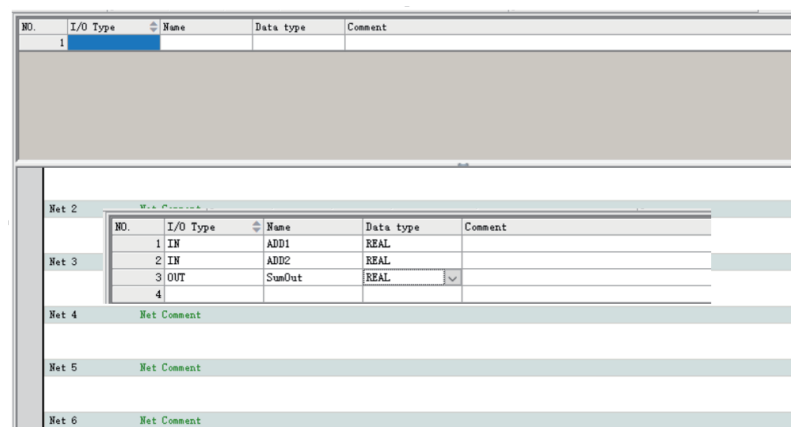 NO. I/O Type Name Data type Comment
1
Net 2 Net Comment
NO. I/O Type Name Data type Comment
1 IN ADD1 REAL
2 IN ADD2 REAL
Net 3
3 OUT SumOut REAL
4
Net 4 Net Comment
Net 5 Net Comment
Net 6 Net Comment